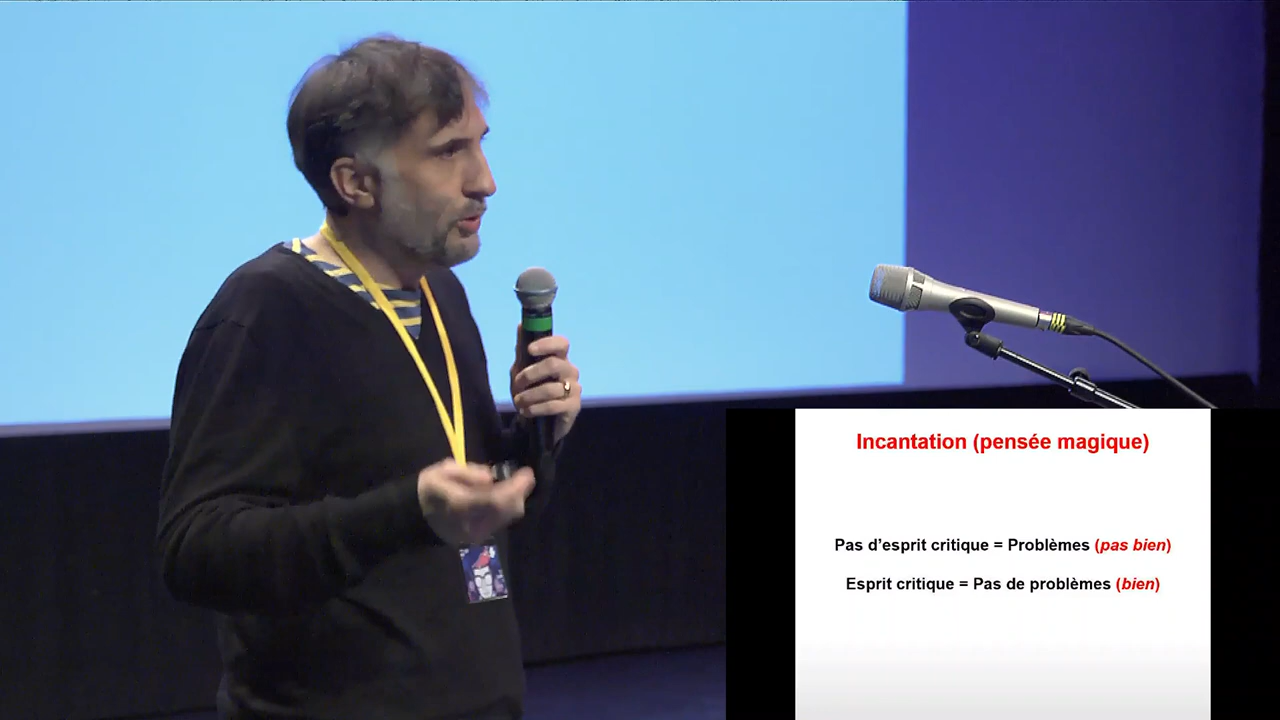 Incantation (pensée magique)
Pas d’esprit critique = Problèmes (pas bien)
Esprit critique = Pas de problèmes (bien)